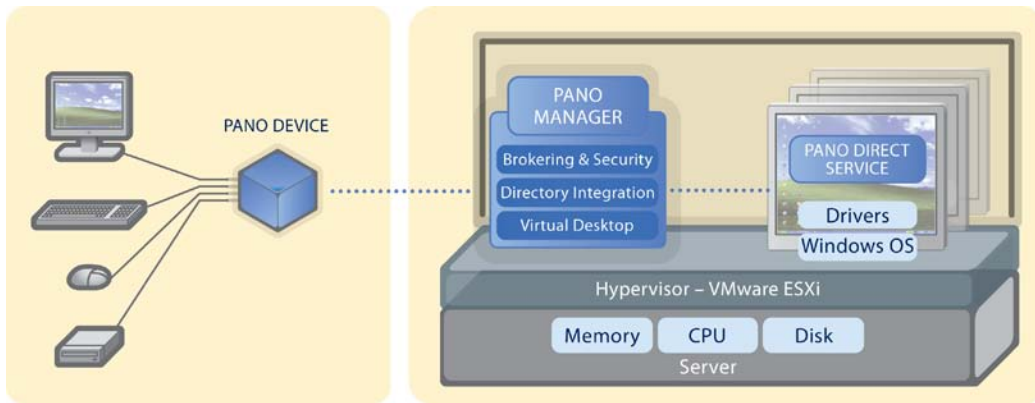 PANO DEVICE
PANO
MANAGER
Brokering & Security
Directory Integration
Virtual Desktop
PANO DIRECT
SERVICE
Drivers
Windows OS
Hypervisor – VMware ESXi
Memory
CPU
Disk
Server